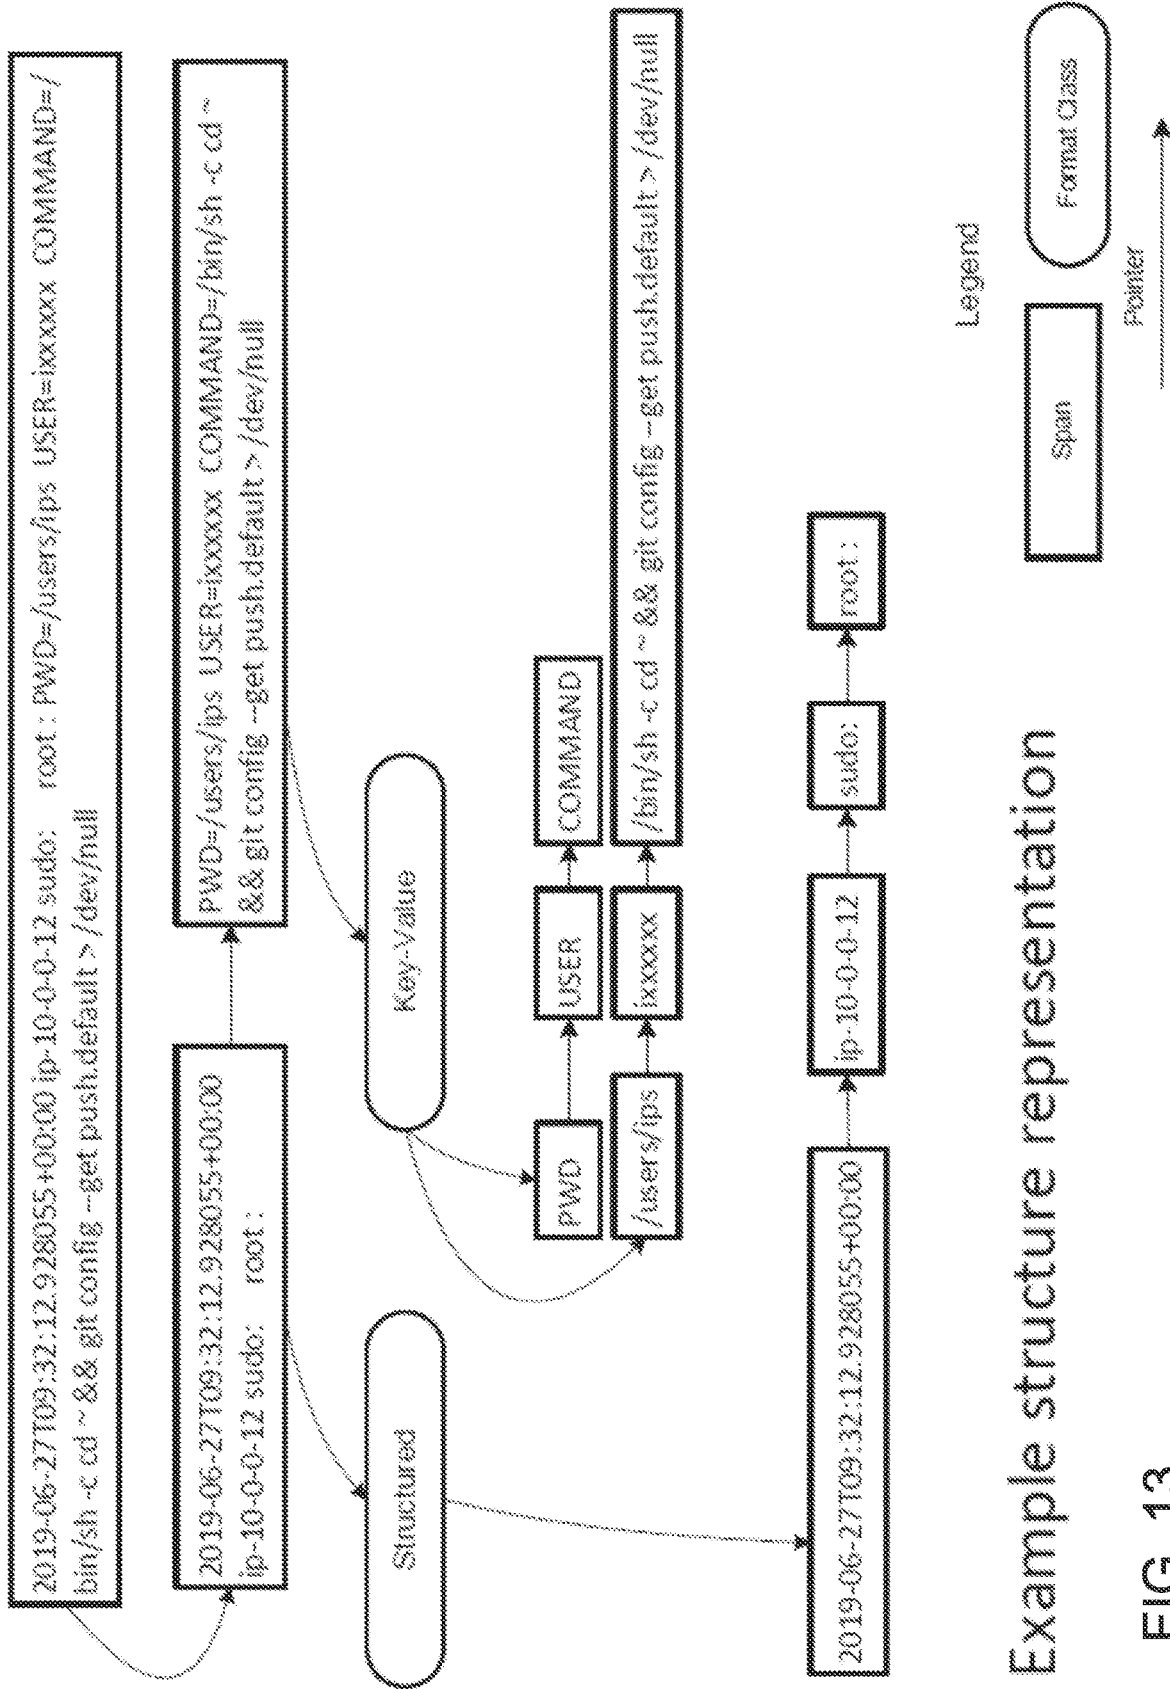 2019-06-27T09:32:12.928055+00:00 ip-10-0-0-12 sudo: root : PWD=/users/ips USER=ixxxxxx COMMAND=/
bin/sh -c cd ~ && git config --get push.default > /dev/null
2019-06-27T09:32:12.928055+00:00
ip-10-0-0-12 sudo: root :
PWD=/users/ips USER=ixxxxxx COMMAND=/bin/sh -c cd ~
&& git config --get push.default > /dev/null
Structured
Key-Value
PWD
USER
COMMAND
/users/ips
ixxxxxx
/bin/sh -c cd ~ && git config --get push.default > /dev/null
2019-06-27T09:32:12.928055+00:00
ip-10-0-0-12
sudo:
root :
Legend
Span
Format Class
Pointer
Example structure representation
FIG. 13